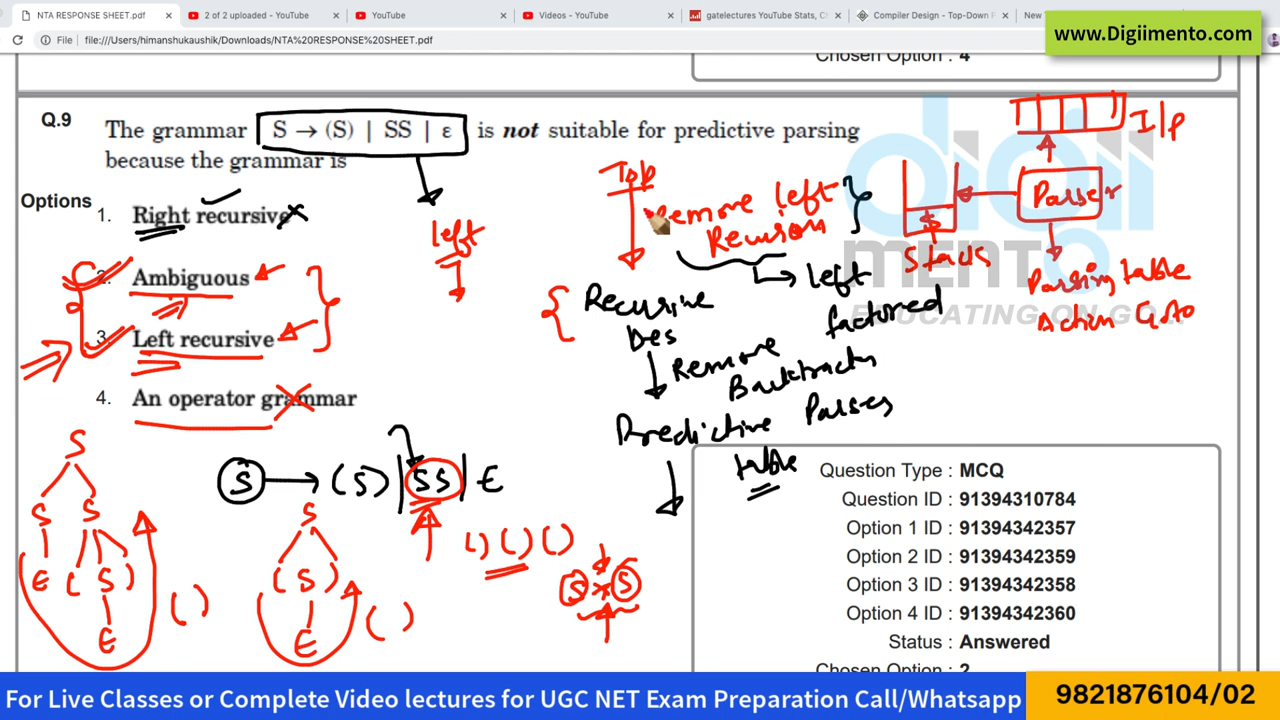 NTA RESPONSE SHEET.pdf
2 of 2 uploaded - YouTube
YouTube
Videos - YouTube
gatelectures YouTube Stats, C
Compiler Design - Top-Down P
New
File
file:///Users/himanshukaushik/Downloads/NTA%20RESPONSE%20SHEET.pdf
www.Digiimento.com
Chosen Option : 4
Q.9
The grammar S → (S) | SS | ε is not suitable for predictive parsing
because the grammar is
Options
1. Right recursive
2. Ambiguous
3. Left recursive
4. An operator grammar
left
Top
Remove left
Recursion
left
factored
Recursive
Des
Remove
Backtracking
Predictive Parser
table
I/P
Parser
$
Stack
Parsing table
Action Goto
digii
MENTO
EDUCATING ON GO...
S → (S) | SS | ε
S
S S
ε ( S )
ε
( )
S
( S )
ε
( )
( ) ( ) ( )
S * S
Question Type : MCQ
Question ID : 91394310784
Option 1 ID : 91394342357
Option 2 ID : 91394342359
Option 3 ID : 91394342358
Option 4 ID : 91394342360
Status : Answered
Chosen Option : 2
For Live Classes or Complete Video lectures for UGC NET Exam Preparation Call/Whatsapp
9821876104/02